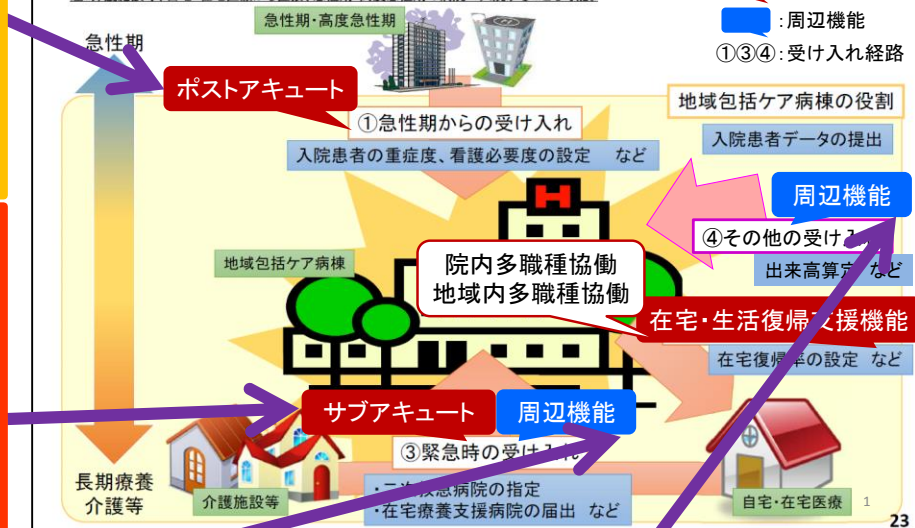 急性期・高度急性期
:周辺機能
①③④:受け入れ経路
急性期
ポストアキュート
地域包括ケア病棟の役割
①急性期からの受け入れ
入院患者データの提出
入院患者の重症度、看護必要度の設定 など
周辺機能
H
④その他の受け入
地域包括ケア病棟
院内多職種協働
地域内多職種協働
出来高算定 など
在宅・生活復帰支援機能
在宅復帰率の設定 など
サブアキュート
周辺機能
③緊急時の受け入れ
長期療養
介護等
介護施設等
・二次救急病院の指定
・在宅療養支援病院の届出 など
自宅・在宅医療
1
23